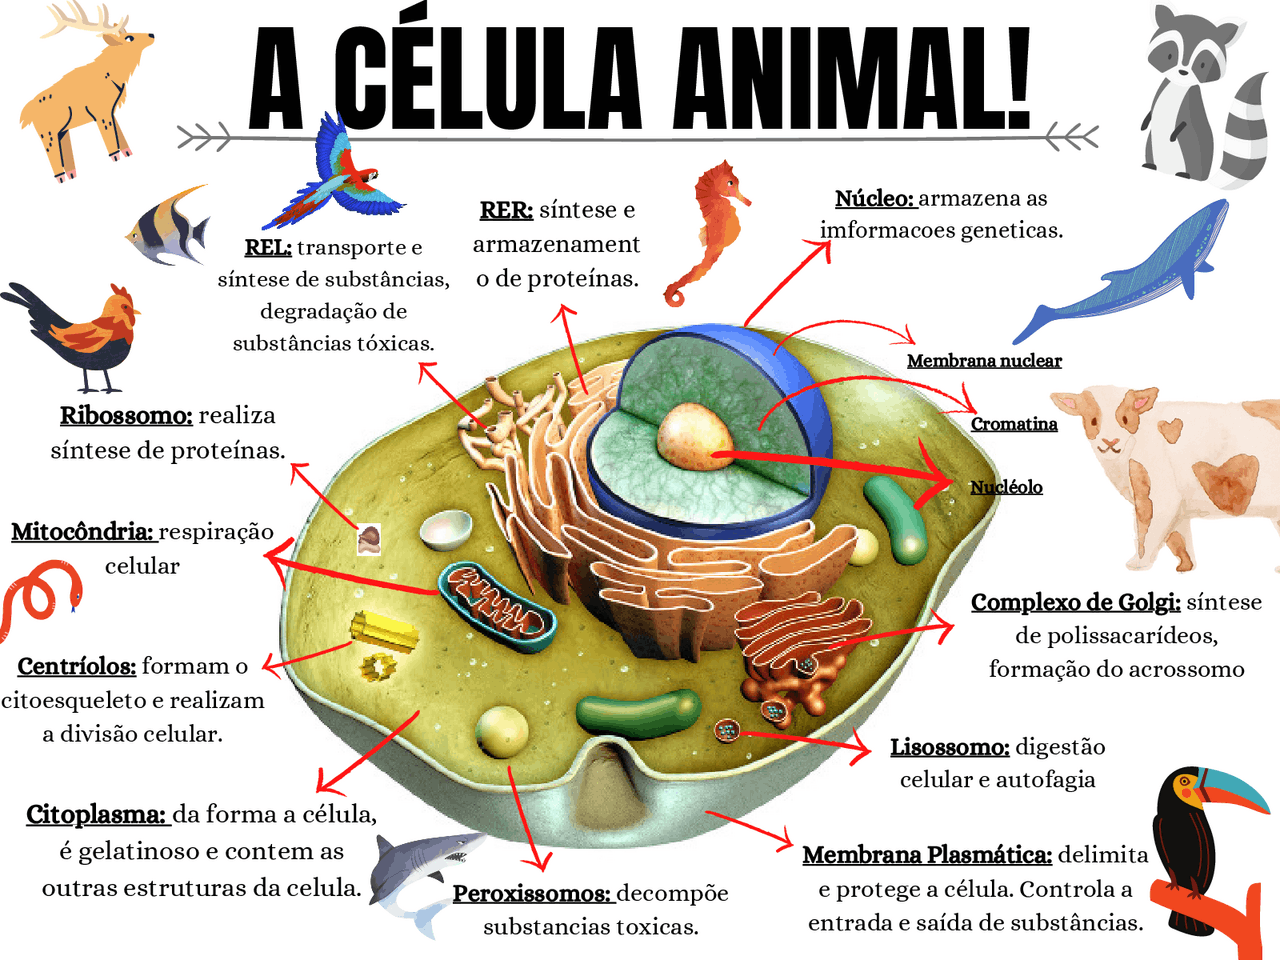 A CÉLULA ANIMAL!
REL: transporte e
síntese de substâncias,
degradação de
substâncias tóxicas.
RER: síntese e
armazenament
o de proteínas.
Núcleo: armazena as
imformacoes geneticas.
Membrana nuclear
Cromatina
Nucléolo
Ribossomo: realiza
síntese de proteínas.
Mitocôndria: respiração
celular
Centríolos: formam o
citoesqueleto e realizam
a divisão celular.
Citoplasma: da forma a célula,
é gelatinoso e contem as
outras estruturas da celula.
Peroxissomos: decompõe
substancias toxicas.
Complexo de Golgi: síntese
de polissacarídeos,
formação do acrossomo
Lisossomo: digestão
celular e autofagia
Membrana Plasmática: delimita
e protege a célula. Controla a
entrada e saída de substâncias.